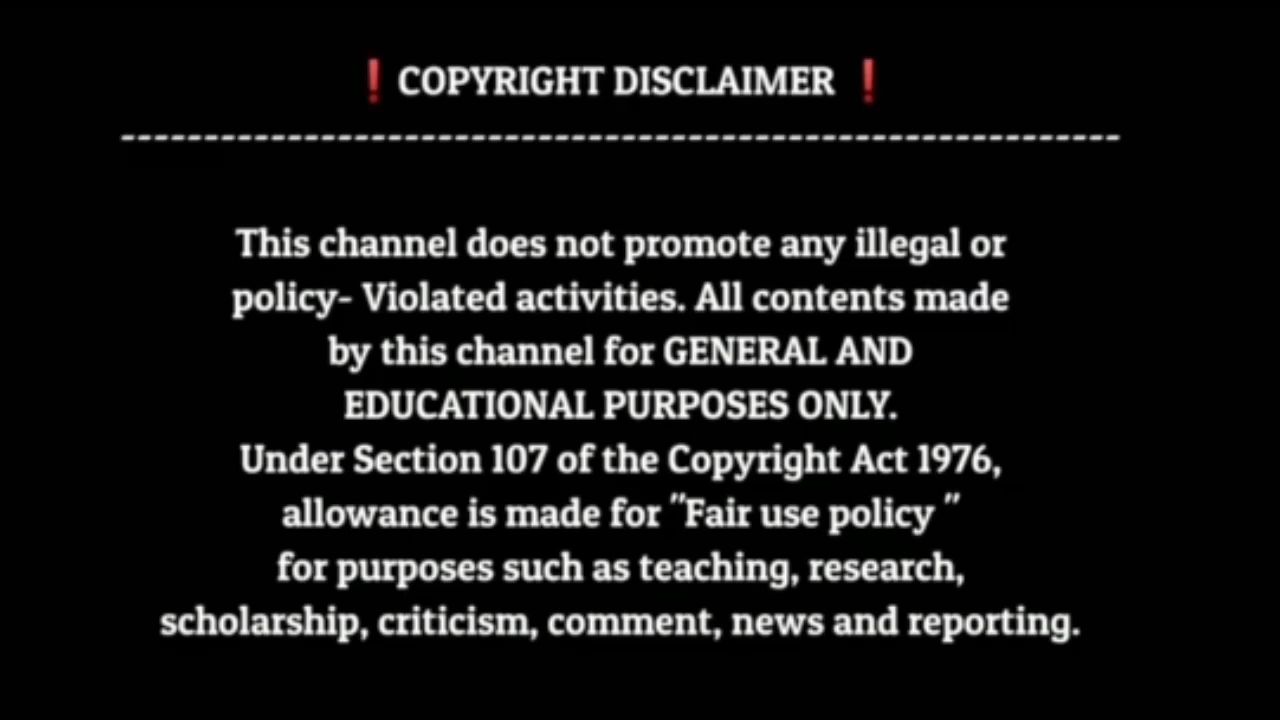 ❗COPYRIGHT DISCLAIMER ❗
------------------------------------------------------------
This channel does not promote any illegal or
policy- Violated activities. All contents made
by this channel for GENERAL AND
EDUCATIONAL PURPOSES ONLY.
Under Section 107 of the Copyright Act 1976,
allowance is made for "Fair use policy "
for purposes such as teaching, research,
scholarship, criticism, comment, news and reporting.